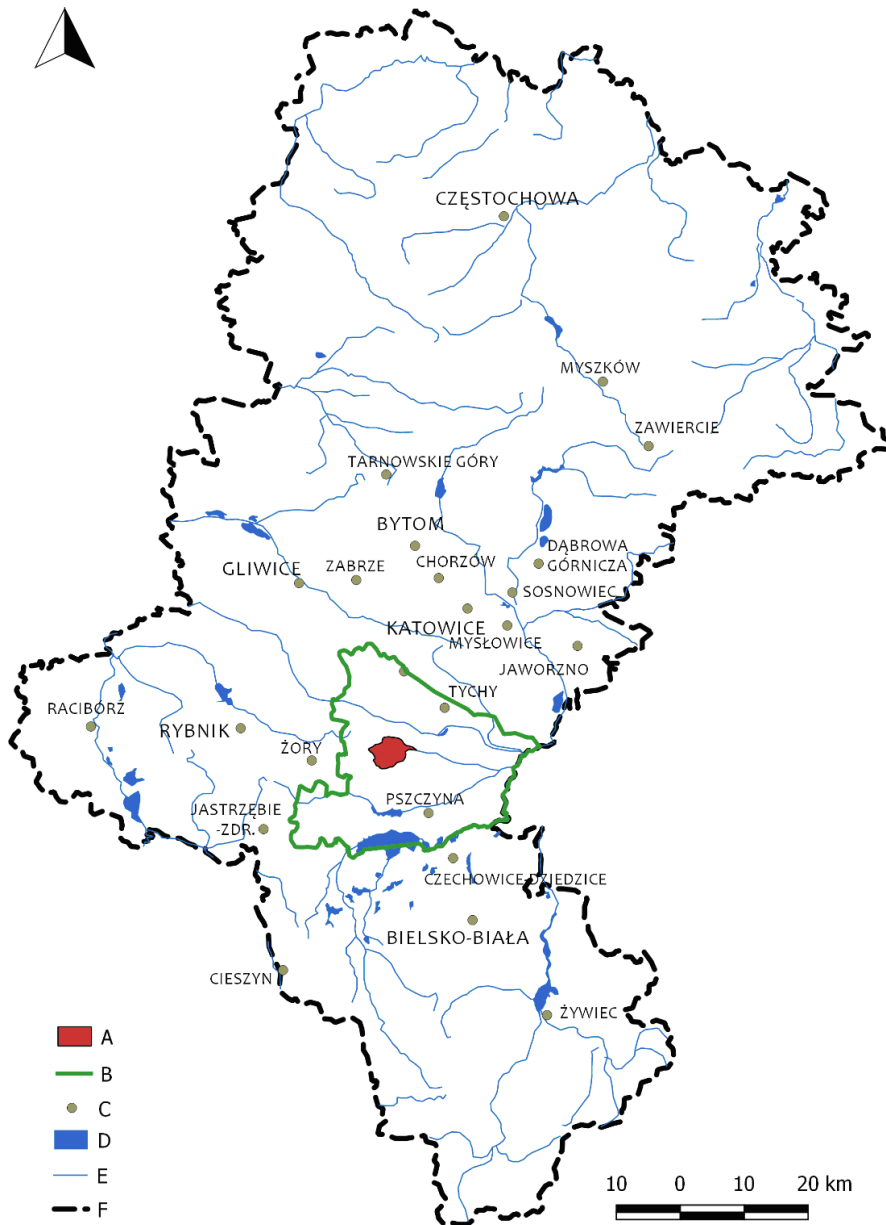 CZĘSTOCHOWA
MYSZKÓW
ZAWIERCIE
TARNOWSKIE GÓRY
BYTOM
DĄBROWA
GÓRNICZA
CHORZÓW
ZABRZE
GLIWICE
SOSNOWIEC
KATOWICE
MYSŁOWICE
JAWORZNO
TYCHY
RACIBÓRZ
RYBNIK
ŻORY
PSZCZYNA
JASTRZĘBIE
-ZDR.
CZECHOWICE-DZIEDZICE
BIELSKO-BIAŁA
CIESZYN
ŻYWIEC
A
B
C
D
E
F
10 0 10 20 km